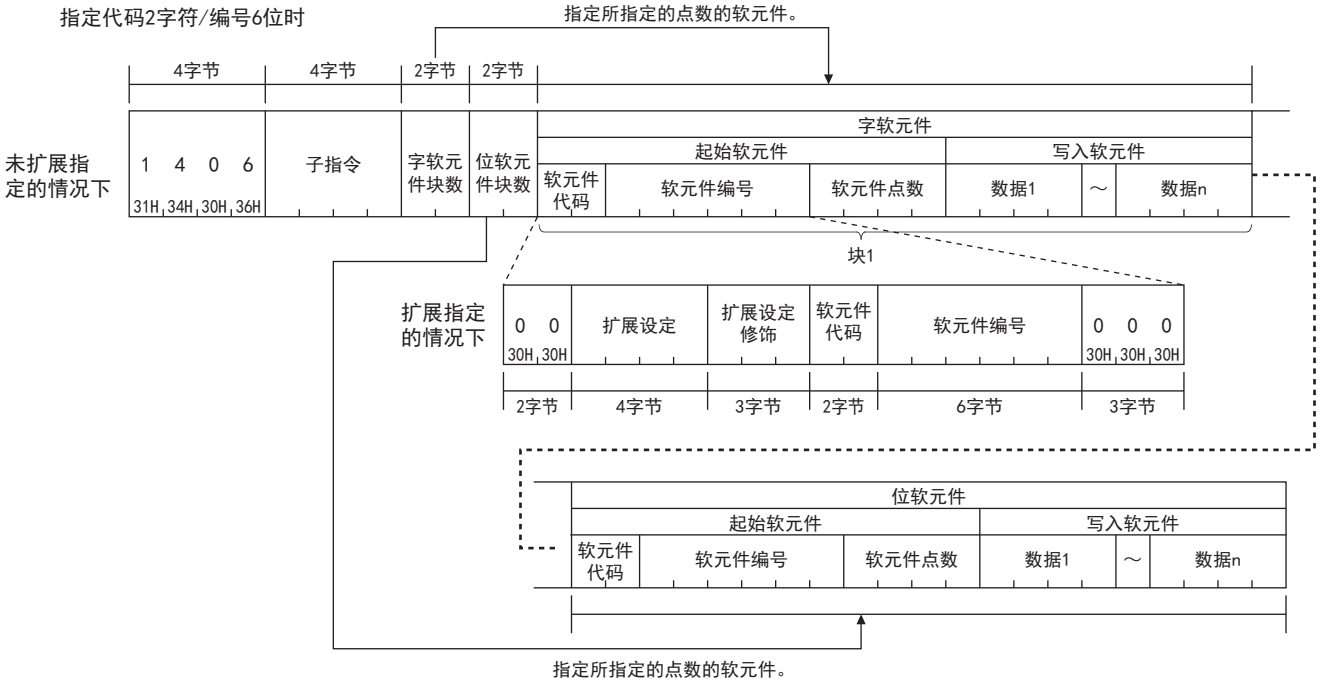 指定代码2字符/编号6位时
指定所指定的点数的软元件。
4字节 4字节 2字节 2字节
未扩展指
定的情况下
1 4 0 6
31H 34H 30H 36H
子指令
字软元
件块数
位软元
件块数
字软元件
起始软元件 写入软元件
软元件
代码
软元件编号 软元件点数 数据1 ～ 数据n
块1
扩展指定
的情况下
0 0
30H 30H
扩展设定
扩展设定
修饰
软元件
代码
软元件编号
0 0 0
30H 30H 30H
2字节 4字节 3字节 2字节 6字节 3字节
位软元件
起始软元件 写入软元件
软元件
代码
软元件编号 软元件点数 数据1 ～ 数据n
指定所指定的点数的软元件。